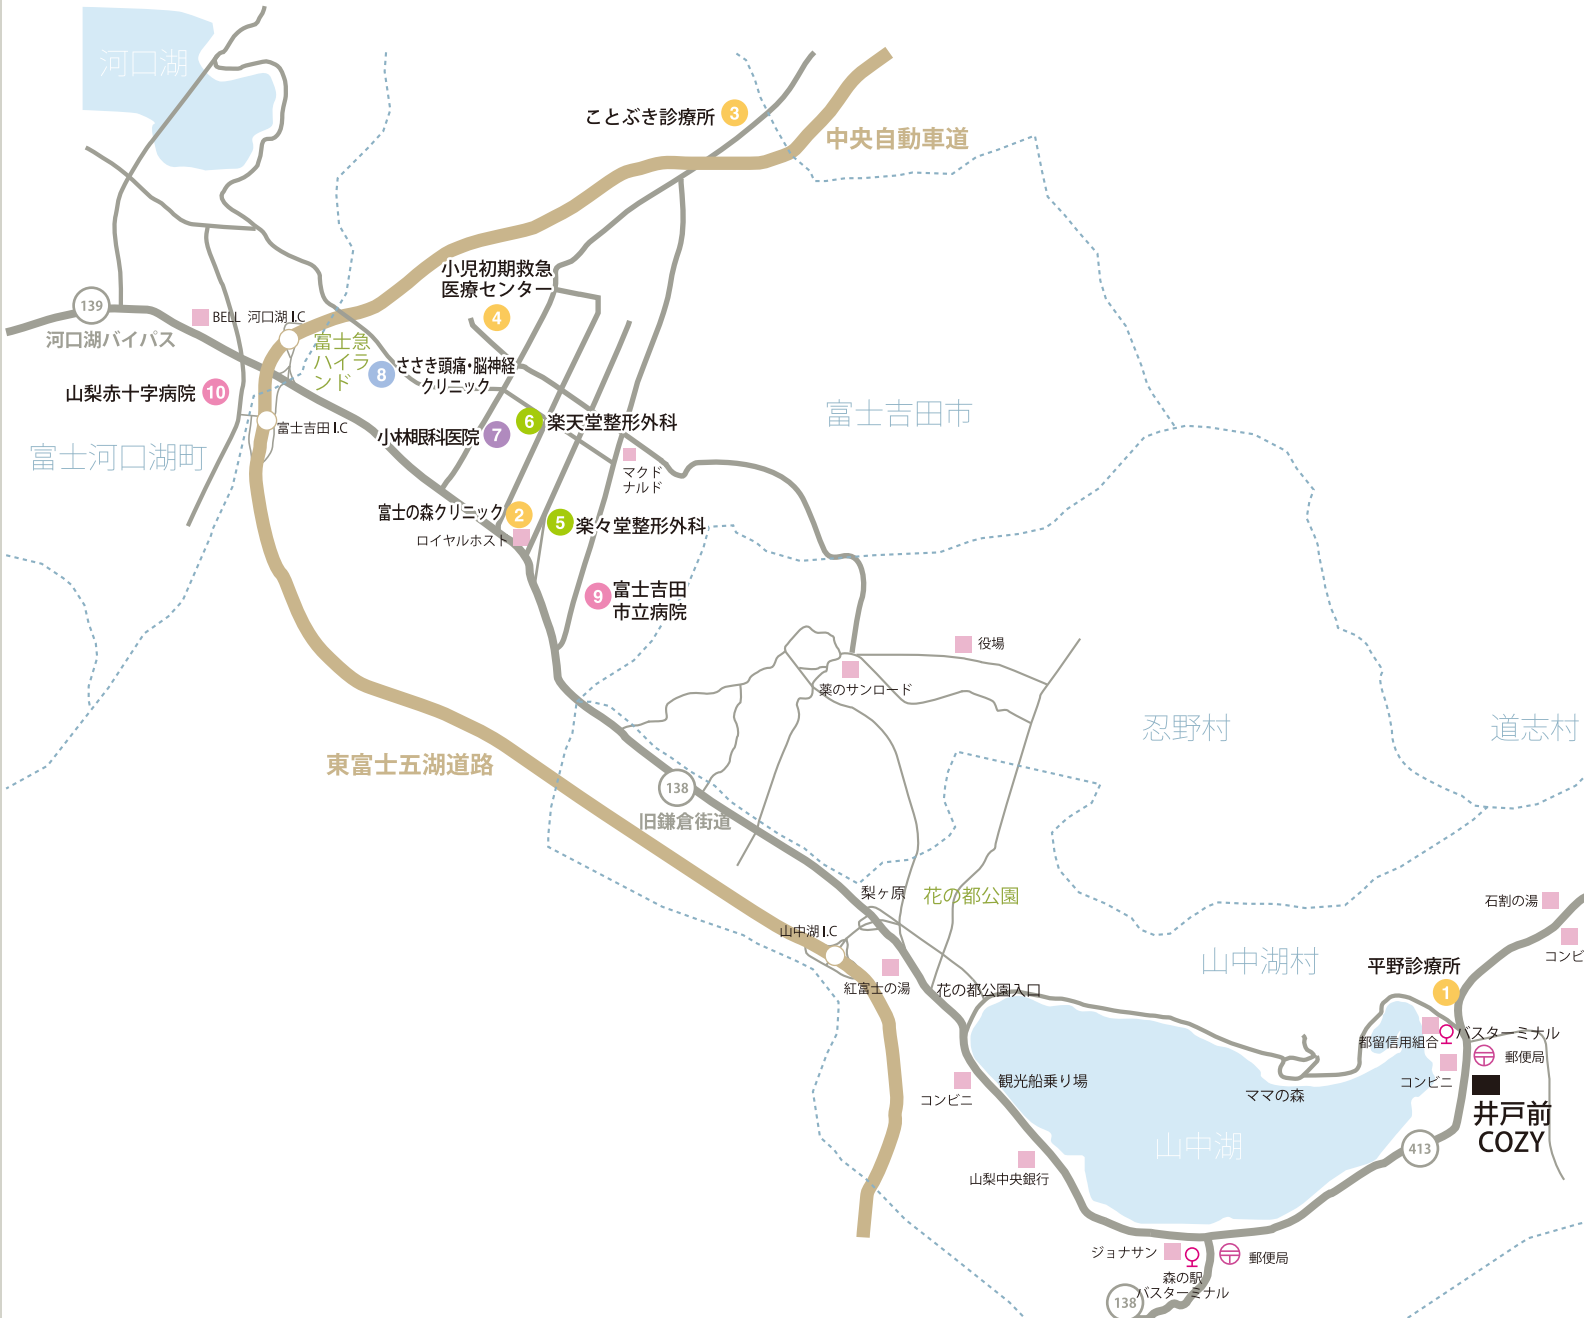 河口湖
ことぶき診療所
3
中央自動車道
小児初期救急
医療センター
4
139
河口湖バイパス
BELL
河口湖 I.C
富士急
ハイラ
ンド
8
ささき頭痛・脳神経
クリニック
山梨赤十字病院
10
富士吉田 I.C
6
楽天堂整形外科
小林眼科医院
7
富士吉田市
富士河口湖町
マクド
ナルド
富士の森クリニック
2
5
楽々堂整形外科
ロイヤルホスト
9
富士吉田
市立病院
役場
薬のサンロード
忍野村
道志村
東富士五湖道路
138
旧鎌倉街道
梨ヶ原
花の都公園
石割の湯
山中湖 I.C
コンビ
山中湖村
平野診療所
1
紅富士の湯
花の都公園入口
都留信用組合
バスターミナル
郵便局
観光船乗り場
コンビニ
コンビニ
ママの森
井戸前
COZY
山中湖
413
山梨中央銀行
ジョナサン
郵便局
森の駅
バスターミナル
138